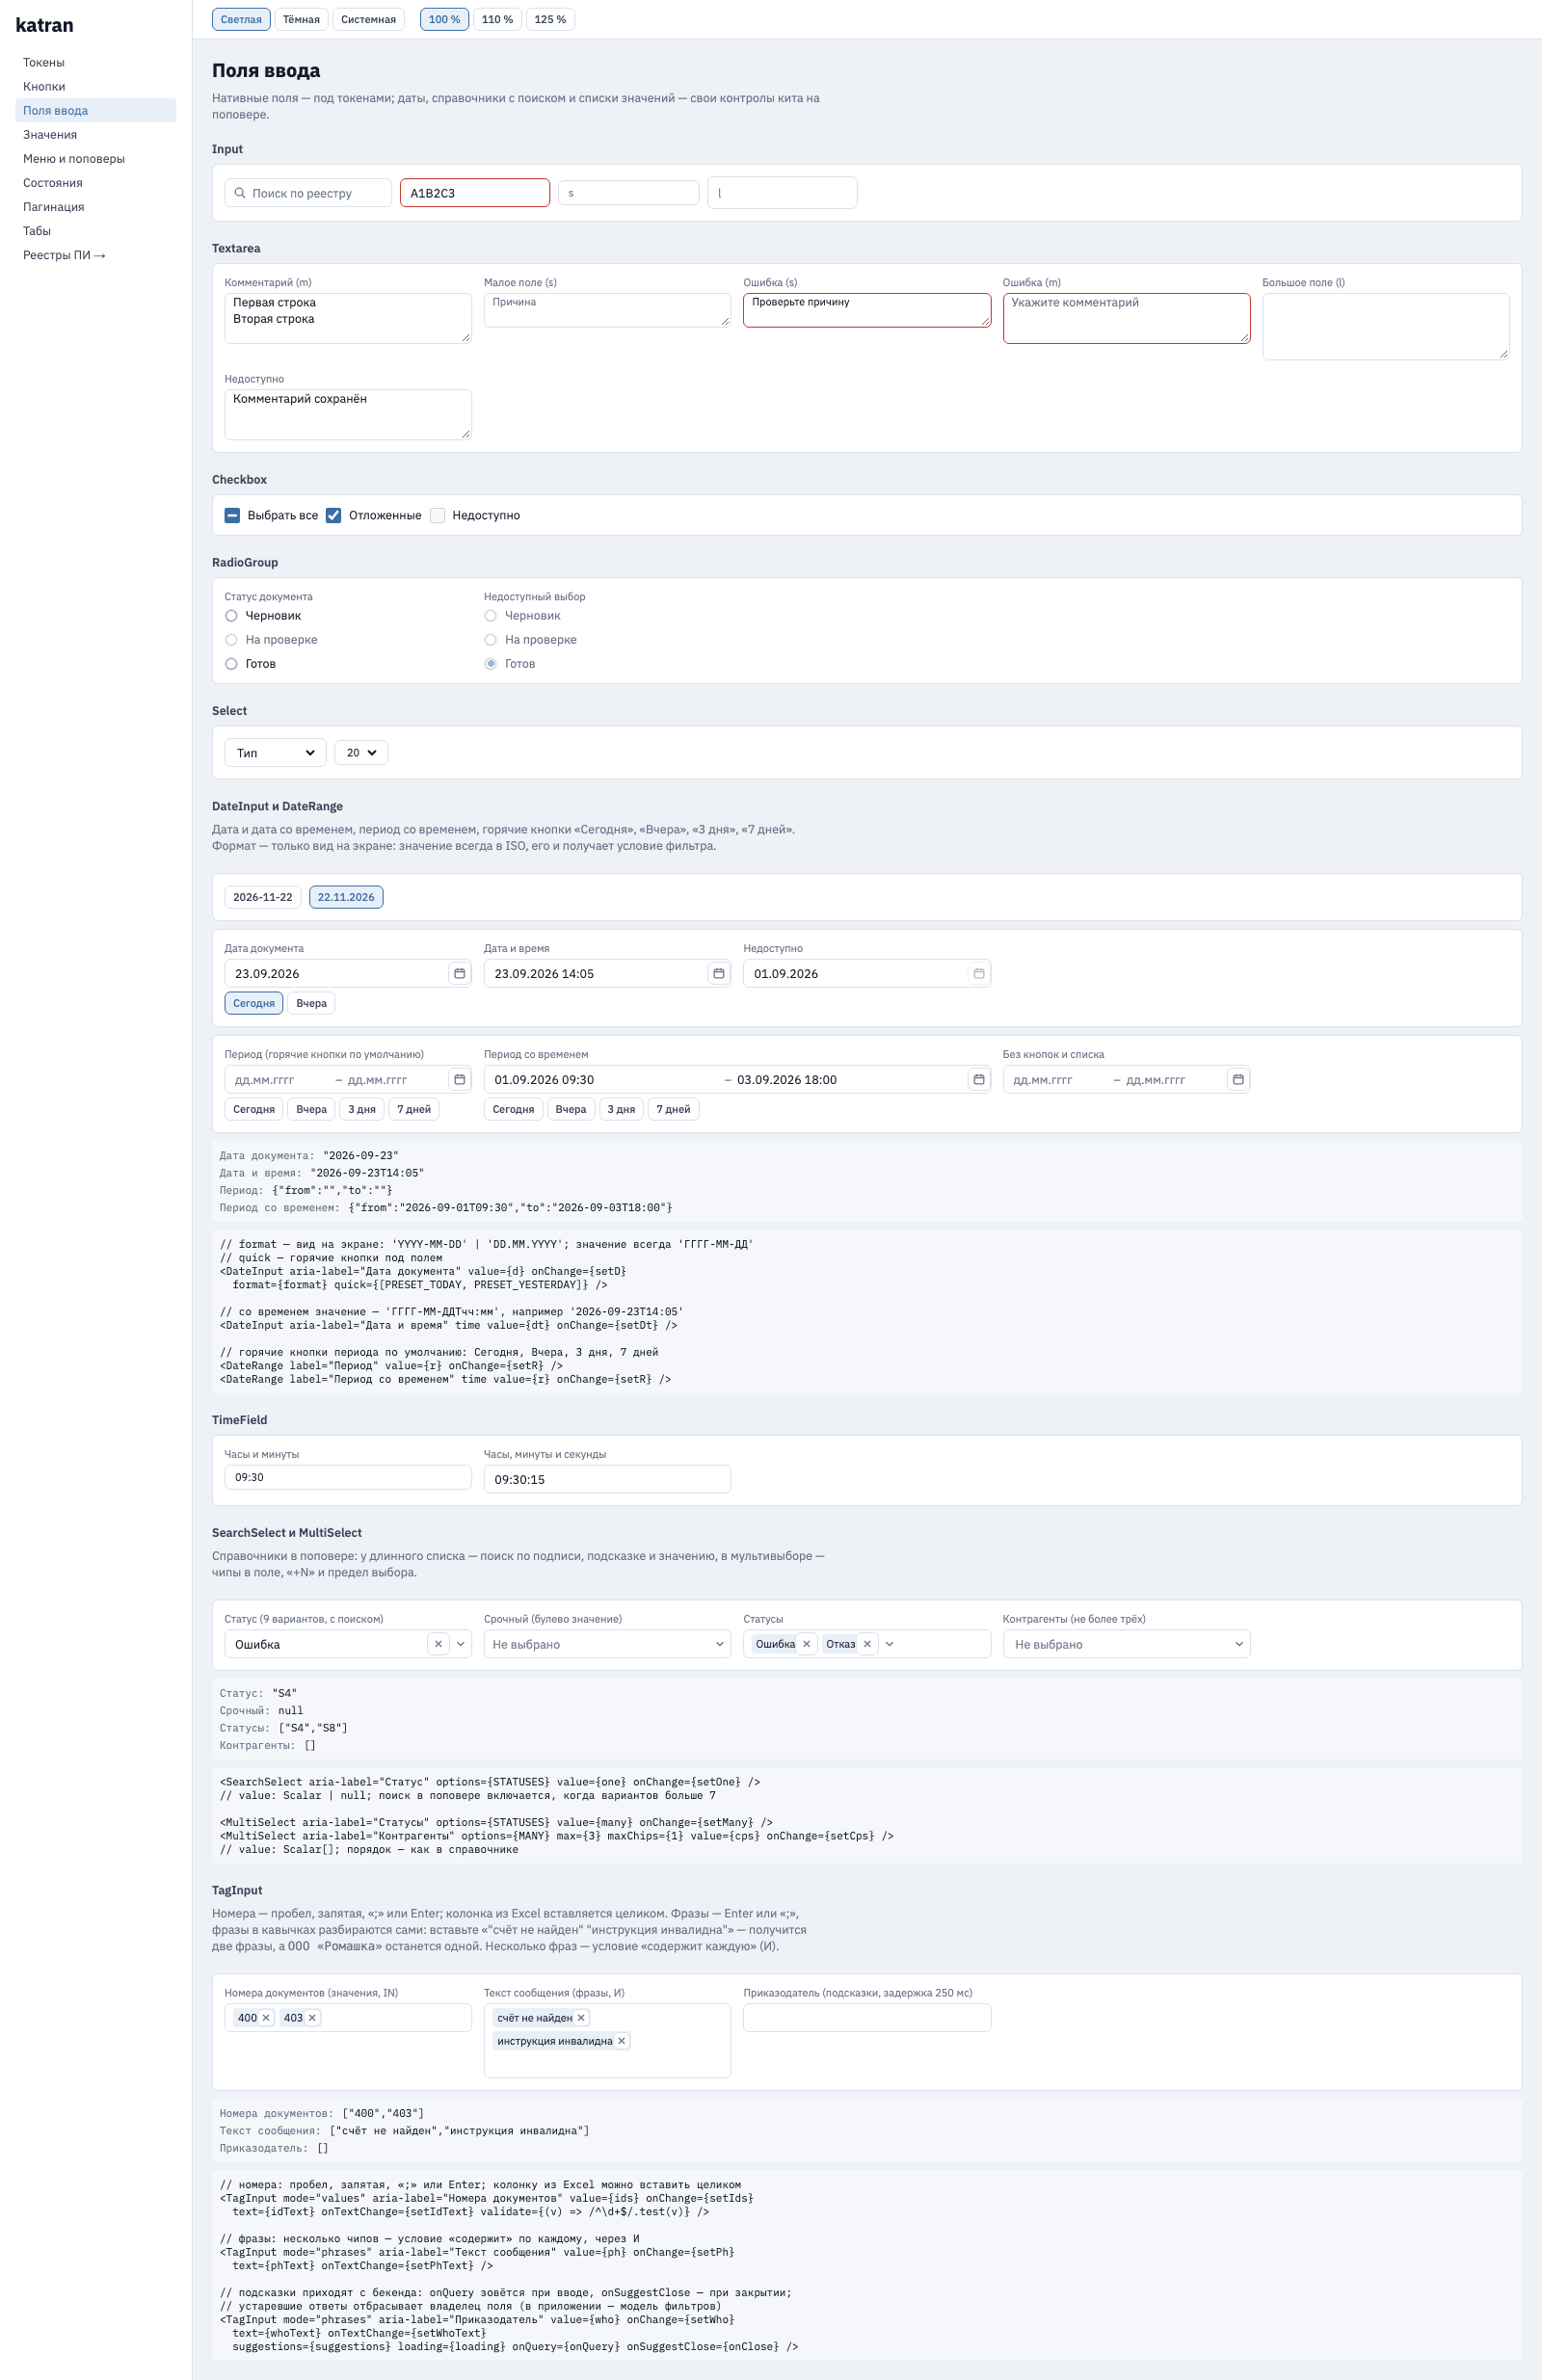 katran
Токены
Кнопки
Поля ввода
Значения
Меню и поповеры
Состояния
Пагинация
Табы
Реестры ПИ →
Светлая Тёмная Системная 100 % 110 % 125 %
Поля ввода
Нативные поля — под токенами; даты, справочники с поиском и списки значений — свои контролы кита на
поповере.
Input
Поиск по реестру A1B2C3 s l
Textarea
Комментарий (m) Малое поле (s) Ошибка (s) Ошибка (m) Большое поле (l)
Первая строка Причина Проверьте причину Укажите комментарий
Вторая строка
Недоступно
Комментарий сохранён
Checkbox
Выбрать все Отложенные Недоступно
RadioGroup
Статус документа Недоступный выбор
Черновик Черновик
На проверке На проверке
Готов Готов
Select
Тип 20
DateInput и DateRange
Дата и дата со временем, период со временем, горячие кнопки «Сегодня», «Вчера», «3 дня», «7 дней».
Формат — только вид на экране: значение всегда в ISO, его и получает условие фильтра.
2026-11-22 22.11.2026
Дата документа Дата и время Недоступно
23.09.2026 23.09.2026 14:05 01.09.2026
Сегодня Вчера
Период (горячие кнопки по умолчанию) Период со временем Без кнопок и списка
дд.мм.гггг – дд.мм.гггг 01.09.2026 09:30 – 03.09.2026 18:00 дд.мм.гггг – дд.мм.гггг
Сегодня Вчера 3 дня 7 дней Сегодня Вчера 3 дня 7 дней
Дата документа: "2026-09-23"
Дата и время: "2026-09-23T14:05"
Период: {"from":"","to":""}
Период со временем: {"from":"2026-09-01T09:30","to":"2026-09-03T18:00"}
// format — вид на экране: 'YYYY-MM-DD' | 'DD.MM.YYYY'; значение всегда 'ГГГГ-ММ-ДД'
// quick — горячие кнопки под полем
<DateInput aria-label="Дата документа" value={d} onChange={setD}
format={format} quick={[PRESET_TODAY, PRESET_YESTERDAY]} />
// со временем значение — 'ГГГГ-ММ-ДДTчч:мм', например '2026-09-23T14:05'
<DateInput aria-label="Дата и время" time value={dt} onChange={setDt} />
// горячие кнопки периода по умолчанию: Сегодня, Вчера, 3 дня, 7 дней
<DateRange label="Период" value={r} onChange={setR} />
<DateRange label="Период со временем" time value={r} onChange={setR} />
TimeField
Часы и минуты Часы, минуты и секунды
09:30 09:30:15
SearchSelect и MultiSelect
Справочники в поповере: у длинного списка — поиск по подписи, подсказке и значению, в мультивыборе —
чипы в поле, «+N» и предел выбора.
Статус (9 вариантов, с поиском) Срочный (булево значение) Статусы Контрагенты (не более трёх)
Ошибка Не выбрано Ошибка Отказ Не выбрано
Статус: "S4"
Срочный: null
Статусы: ["S4","S8"]
Контрагенты: []
<SearchSelect aria-label="Статус" options={STATUSES} value={one} onChange={setOne} />
// value: Scalar | null; поиск в поповере включается, когда вариантов больше 7
<MultiSelect aria-label="Статусы" options={STATUSES} value={many} onChange={setMany} />
<MultiSelect aria-label="Контрагенты" options={MANY} max={3} maxChips={1} value={cps} onChange={setCps} />
// value: Scalar[]; порядок — как в справочнике
TagInput
Номера — пробел, запятая, «;» или Enter; колонка из Excel вставляется целиком. Фразы — Enter или «;»,
фразы в кавычках разбираются сами: вставьте «"счёт не найден" "инструкция инвалидна"» — получится
две фразы, а ООО «Ромашка» останется одной. Несколько фраз — условие «содержит каждую» (И).
Номера документов (значения, IN) Текст сообщения (фразы, И) Приказодатель (подсказки, задержка 250 мс)
400 403 счёт не найден
инструкция инвалидна
Номера документов: ["400","403"]
Текст сообщения: ["счёт не найден","инструкция инвалидна"]
Приказодатель: []
// номера: пробел, запятая, «;» или Enter; колонку из Excel можно вставить целиком
<TagInput mode="values" aria-label="Номера документов" value={ids} onChange={setIds}
text={idText} onTextChange={setIdText} validate={(v) => /^\d+$/.test(v)} />
// фразы: несколько чипов — условие «содержит» по каждому, через И
<TagInput mode="phrases" aria-label="Текст сообщения" value={ph} onChange={setPh}
text={phText} onTextChange={setPhText} />
// подсказки приходят с бекенда: onQuery зовётся при вводе, onSuggestClose — при закрытии;
// устаревшие ответы отбрасывает владелец поля (в приложении — модель фильтров)
<TagInput mode="phrases" aria-label="Приказодатель" value={who} onChange={setWho}
text={whoText} onTextChange={setWhoText}
suggestions={suggestions} loading={loading} onQuery={onQuery} onSuggestClose={onClose} />